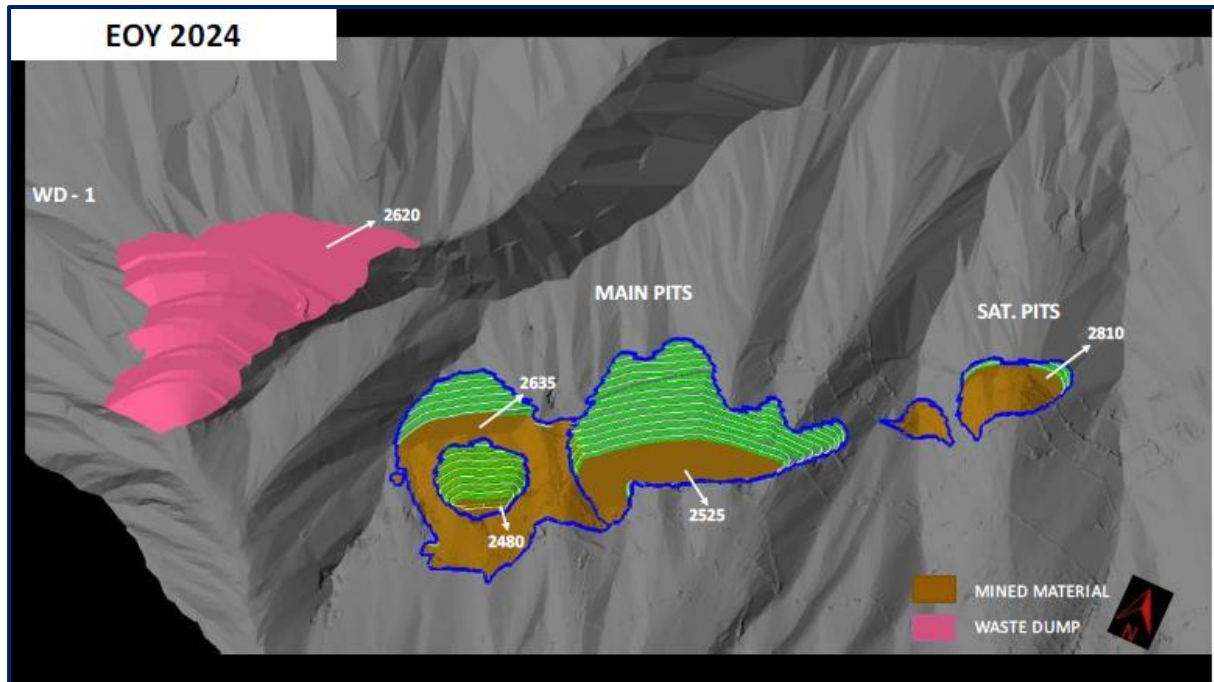 EOY 2024
WD - 1
2620
MAIN PITS
SAT. PITS
2810
2635
2525
2480
MINED MATERIAL
WASTE DUMP
N